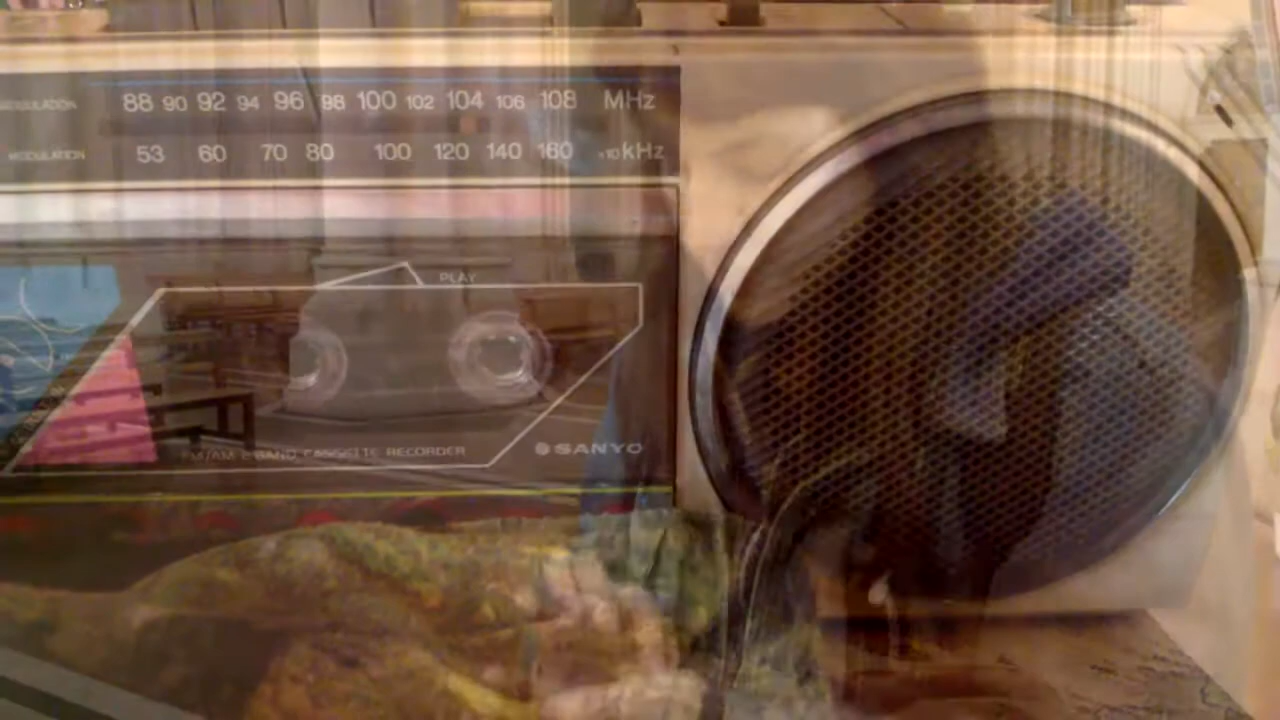 MODULATION 88 90 92 94 96 98 100 102 104 106 108 MHz
MODULATION 53 60 70 80 100 120 140 160 x10 kHz
PLAY
FM/AM 2 BAND CASSETTE RECORDER
SANYO